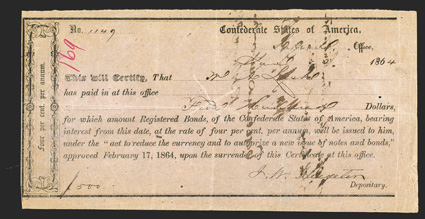 No. 1149
Confederate States of America,
Office,
169
1864
This will Certify, That
has paid in at this office
Hundred Dollars,
for which amount Registered Bonds, of the Confederate States of America, bearing
interest from this date, at the rate of four per cent. per annum, will be issued to him,
under the "act to reduce the currency and to authorize a new issue of notes and bonds,"
approved February 17, 1864, upon the surrender of this Certificate at this office.
$500
Depositary.
Four per cent. per annum.